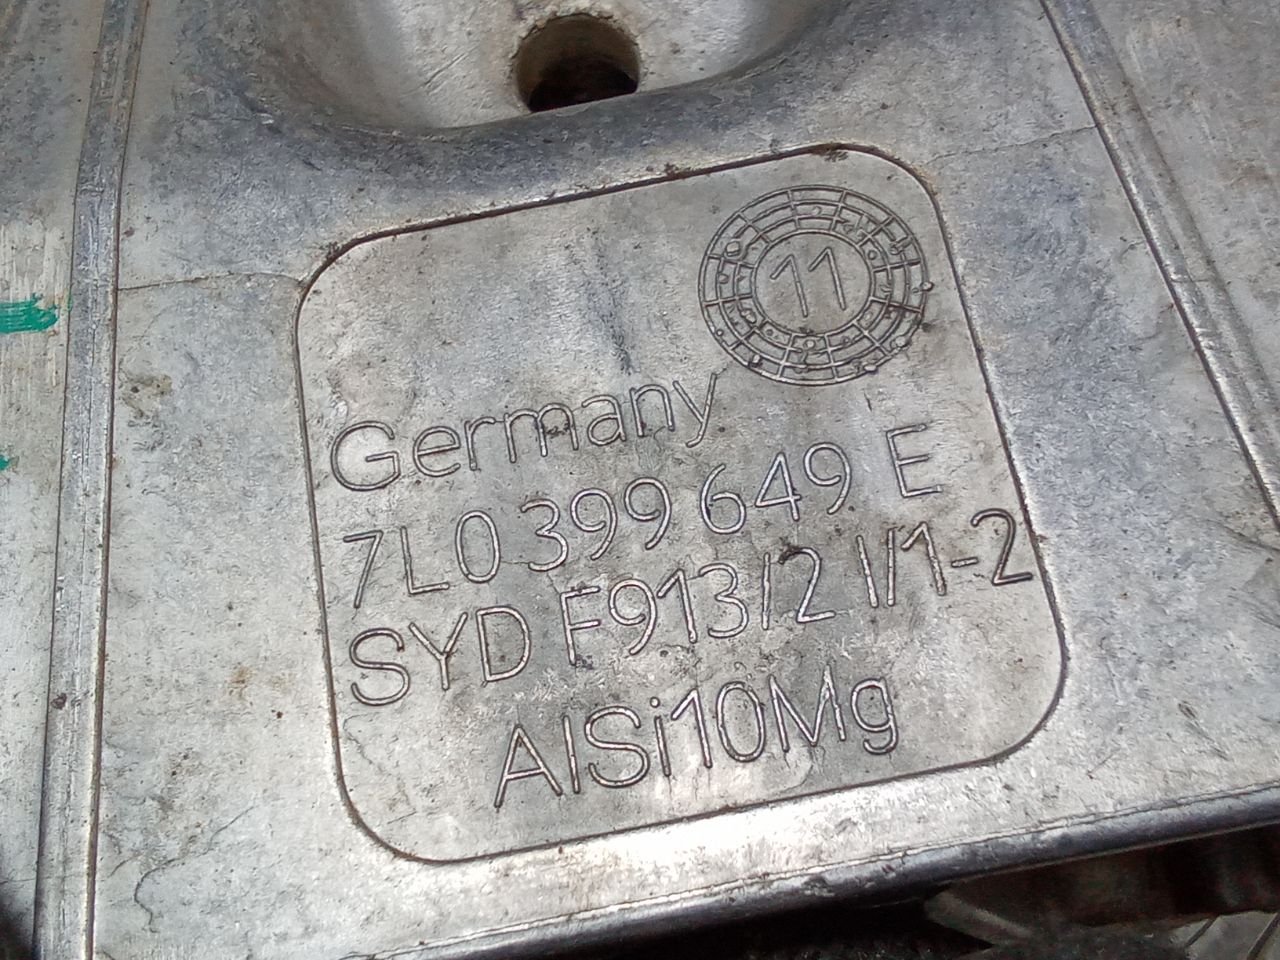 11
Germany
7L0 399 649 E
SYD F913/2 I/1-2
AlSi10Mg